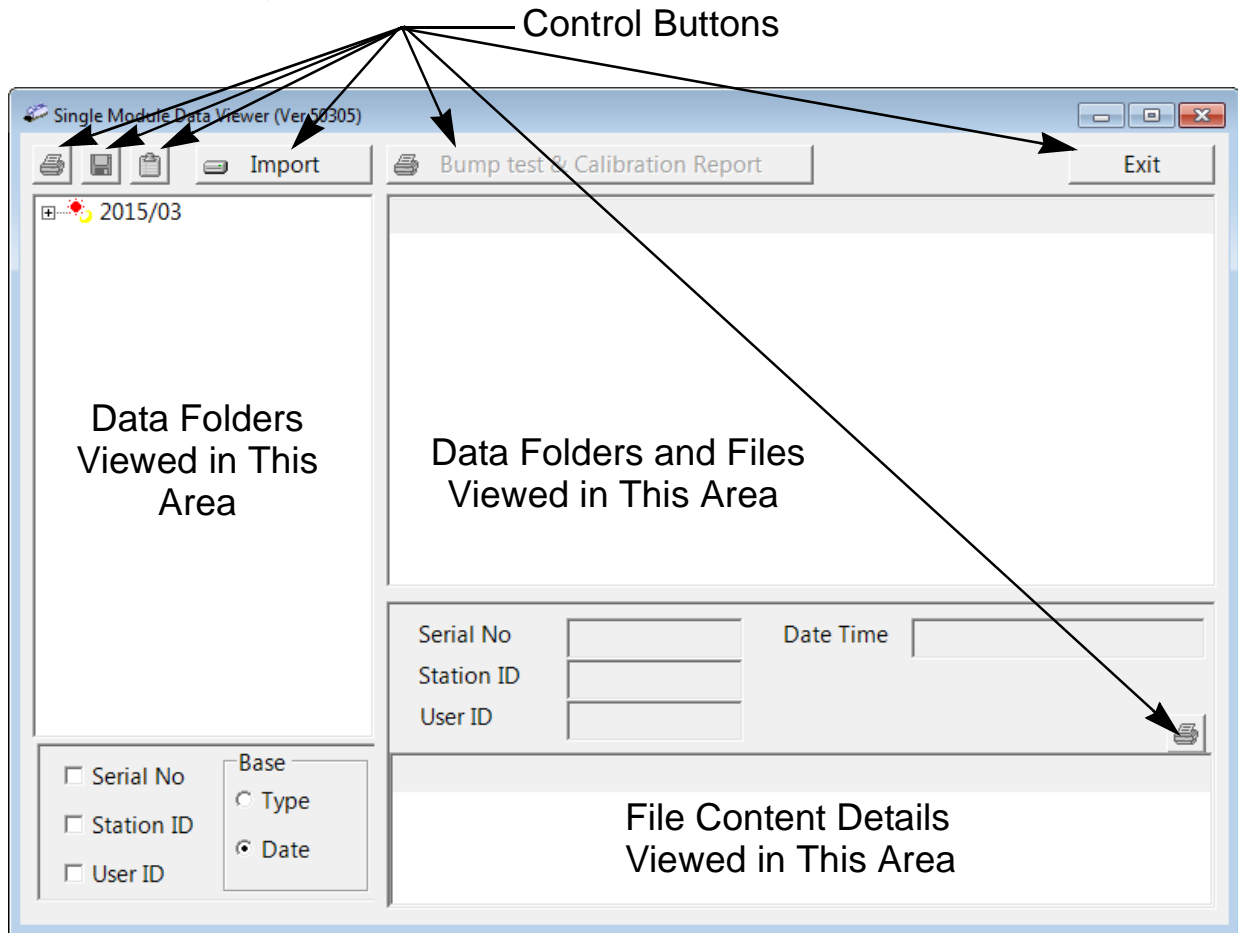 Control Buttons
Single Module Data Viewer (Ver 50305)
Import
Bump test & Calibration Report
Exit
2015/03
Data Folders
Viewed in This
Area
Data Folders and Files
Viewed in This Area
Serial No
Date Time
Station ID
User ID
Serial No
Station ID
User ID
Base
Type
Date
File Content Details
Viewed in This Area